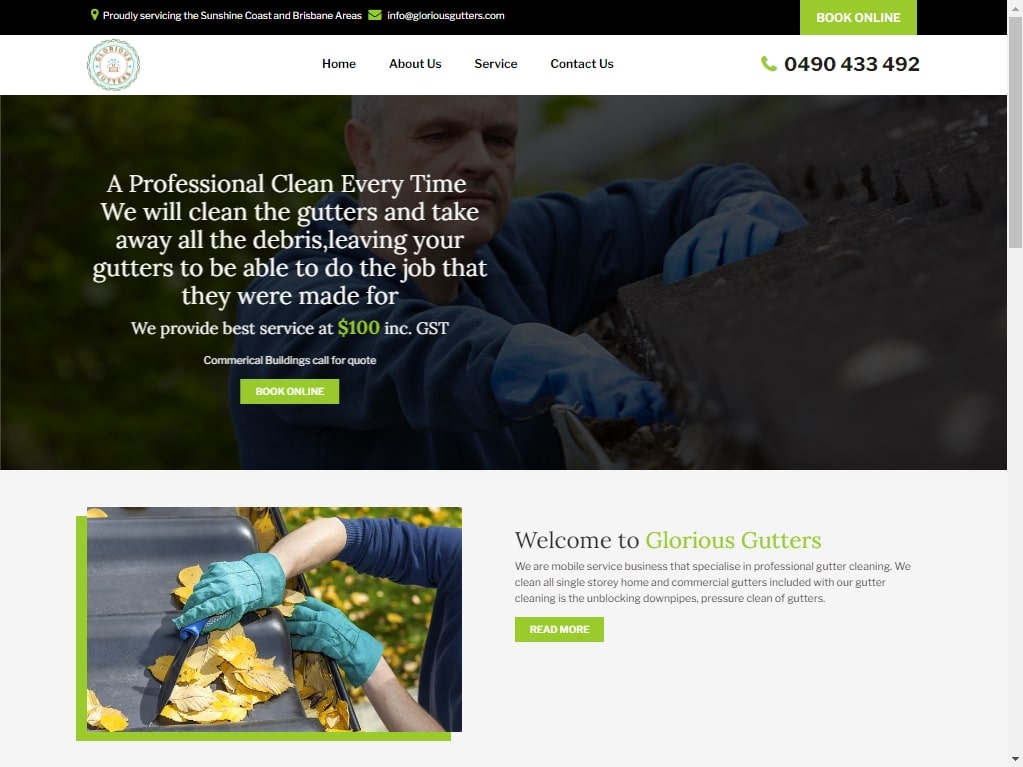 Proudly servicing the Sunshine Coast and Brisbane Areas info@gloriousgutters.com
BOOK ONLINE
GLORIOUS
GUTTERS
Home About Us Service Contact Us
0490 433 492
A Professional Clean Every Time
We will clean the gutters and take
away all the debris,leaving your
gutters to be able to do the job that
they were made for
We provide best service at $100 inc. GST
Commerical Buildings call for quote
BOOK ONLINE
Welcome to Glorious Gutters
We are mobile service business that specialise in professional gutter cleaning. We
clean all single storey home and commercial gutters included with our gutter
cleaning is the unblocking downpipes, pressure clean of gutters.
READ MORE